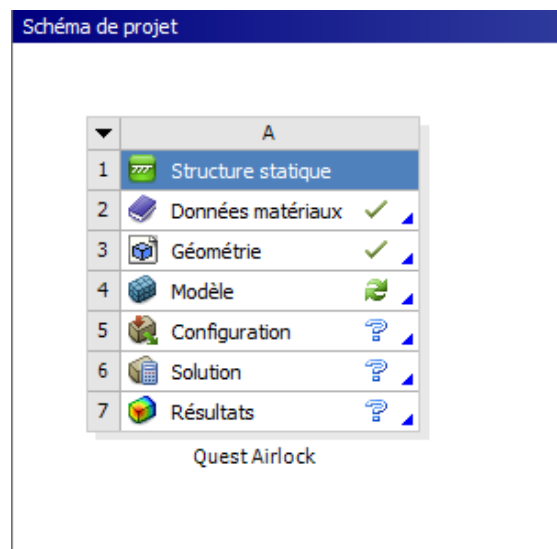 Schéma de projet
A
1 Structure statique
2 Données matériaux
3 Géométrie
4 Modèle
5 Configuration
6 Solution
7 Résultats
Quest Airlock